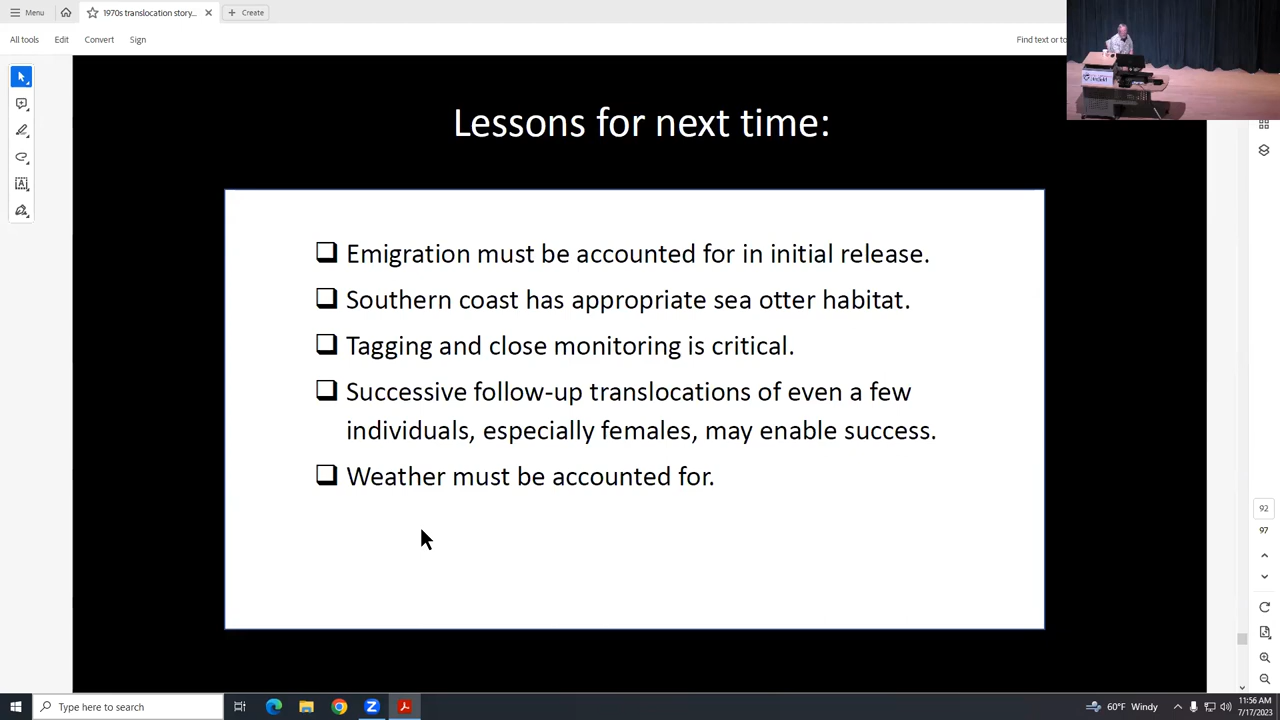 Menu
1970s translocation story...
Create
All tools
Edit
Convert
Sign
Find text or to
Lessons for next time:
Emigration must be accounted for in initial release.
Southern coast has appropriate sea otter habitat.
Tagging and close monitoring is critical.
Successive follow-up translocations of even a few
individuals, especially females, may enable success.
Weather must be accounted for.
92
97
Type here to search
60°F Windy
11:56 AM
7/17/2023